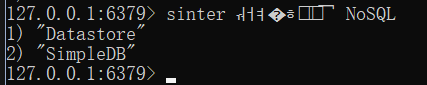 127.0.0.1:6379> sinter NoSQL
1) "Datastore"
2) "SimpleDB"
127.0.0.1:6379>